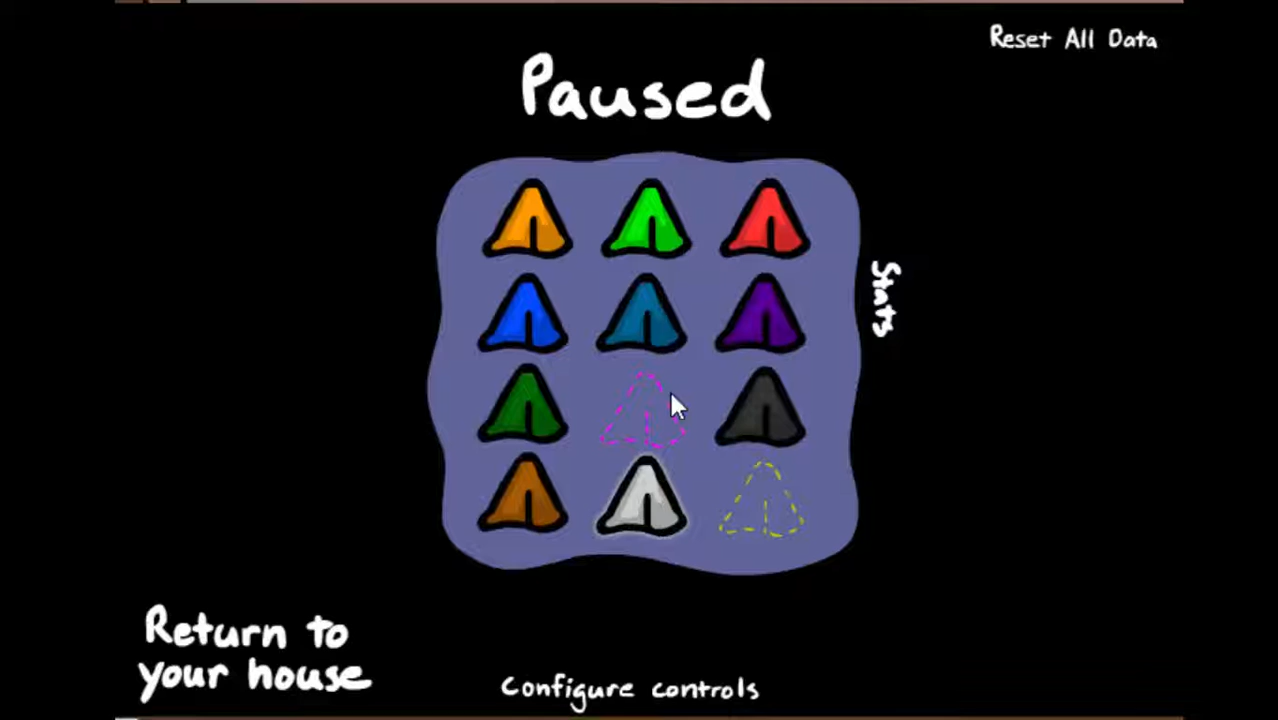 Reset All Data
Paused
Stats
Return to
your house
Configure controls